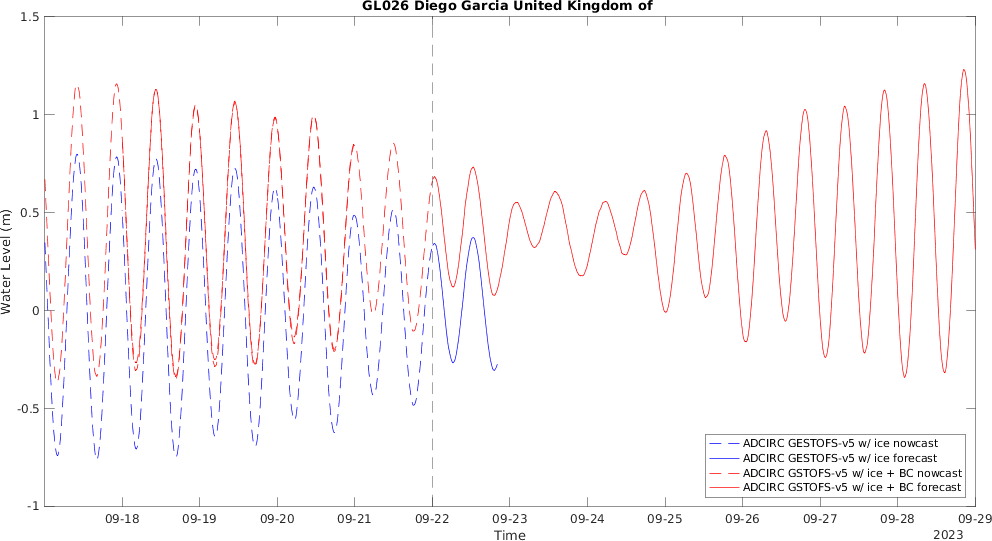 GL026 Diego Garcia United Kingdom of
1.5
1
0.5
0
-0.5
-1
Water Level (m)
ADCIRC GESTOFS-v5 w/ ice nowcast
ADCIRC GESTOFS-v5 w/ ice forecast
ADCIRC GSTOFS-v5 w/ ice + BC nowcast
ADCIRC GSTOFS-v5 w/ ice + BC forecast
09-18 09-19 09-20 09-21 09-22 09-23 09-24 09-25 09-26 09-27 09-28 09-29
Time
2023